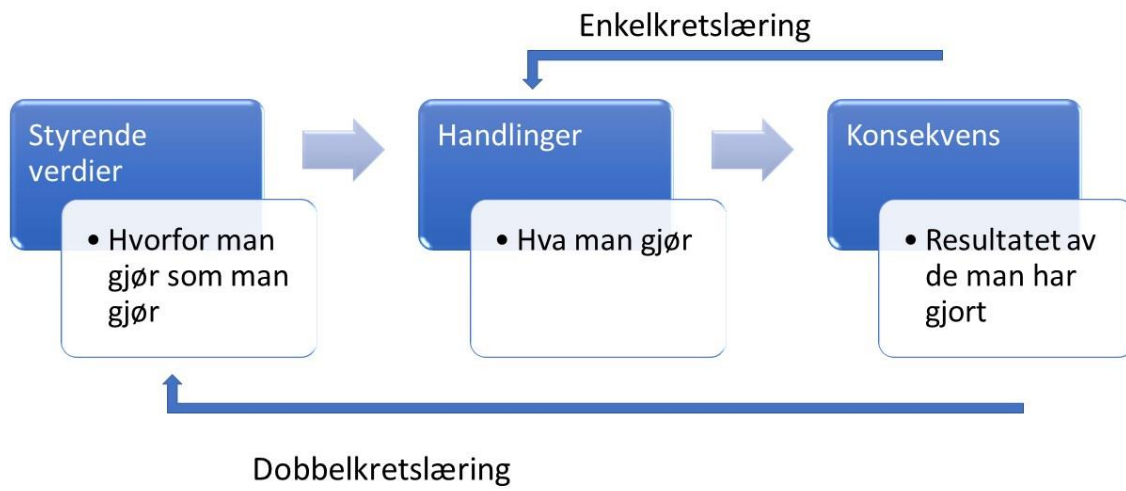 Enkelkretslæring
Styrende
verdier
• Hvorfor man
gjør som man
gjør
Handlinger
• Hva man gjør
Konsekvens
• Resultatet av
de man har
gjort
Dobbelkretslæring